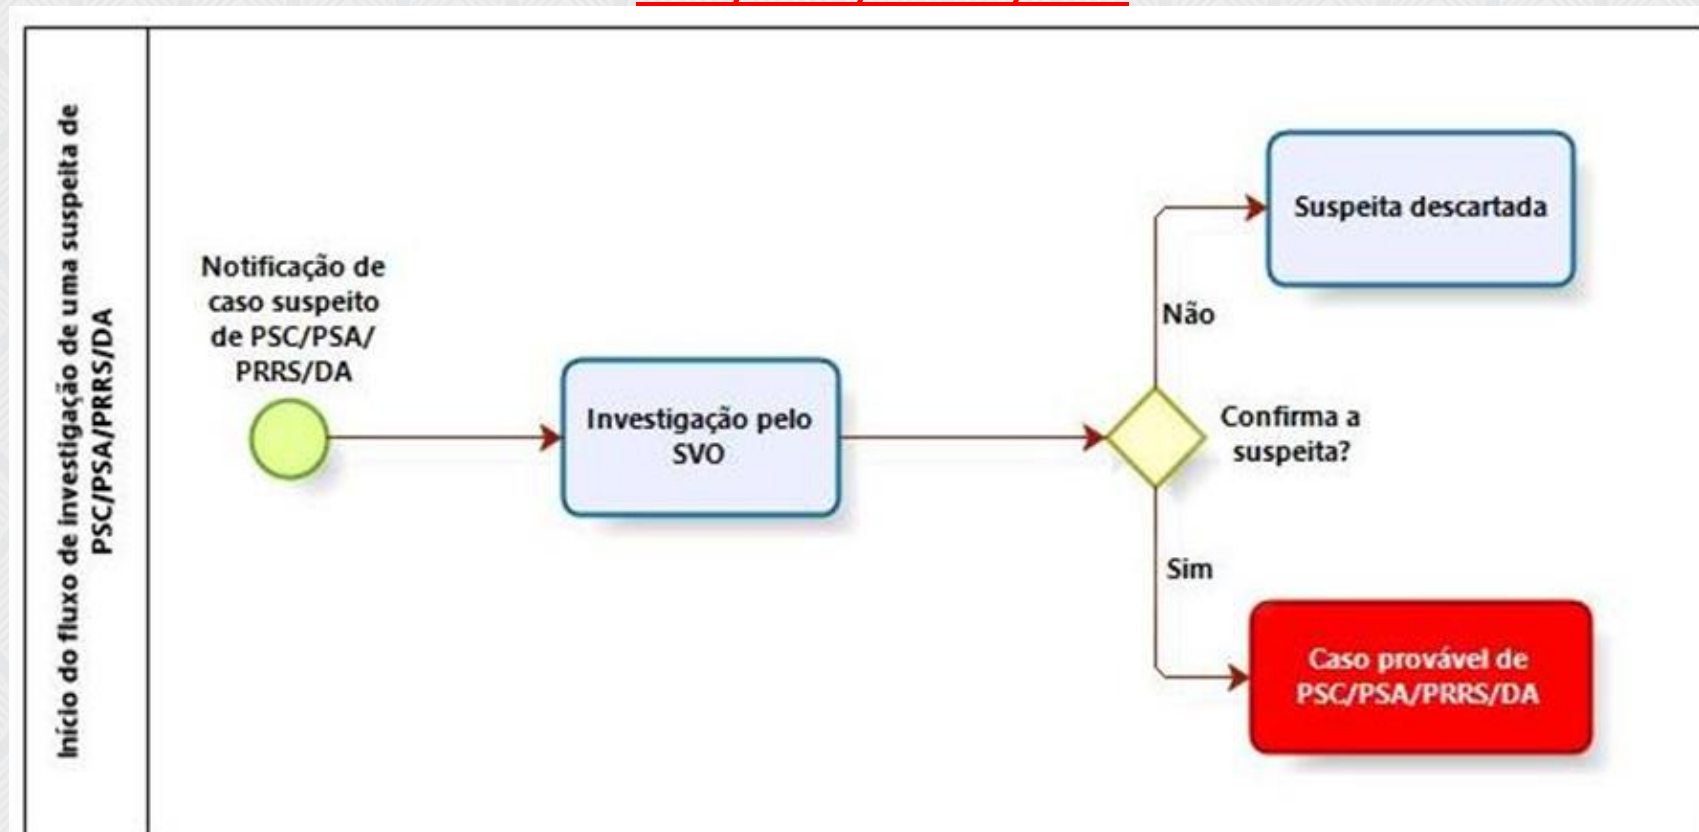 Início do fluxo de investigação de uma suspeita de
PSC/PSA/PRRS/DA
Notificação de
caso suspeito
de PSC/PSA/
PRRS/DA
Investigação pelo
SVO
Confirma a
suspeita?
Não
Suspeita descartada
Sim
Caso provável de
PSC/PSA/PRRS/DA